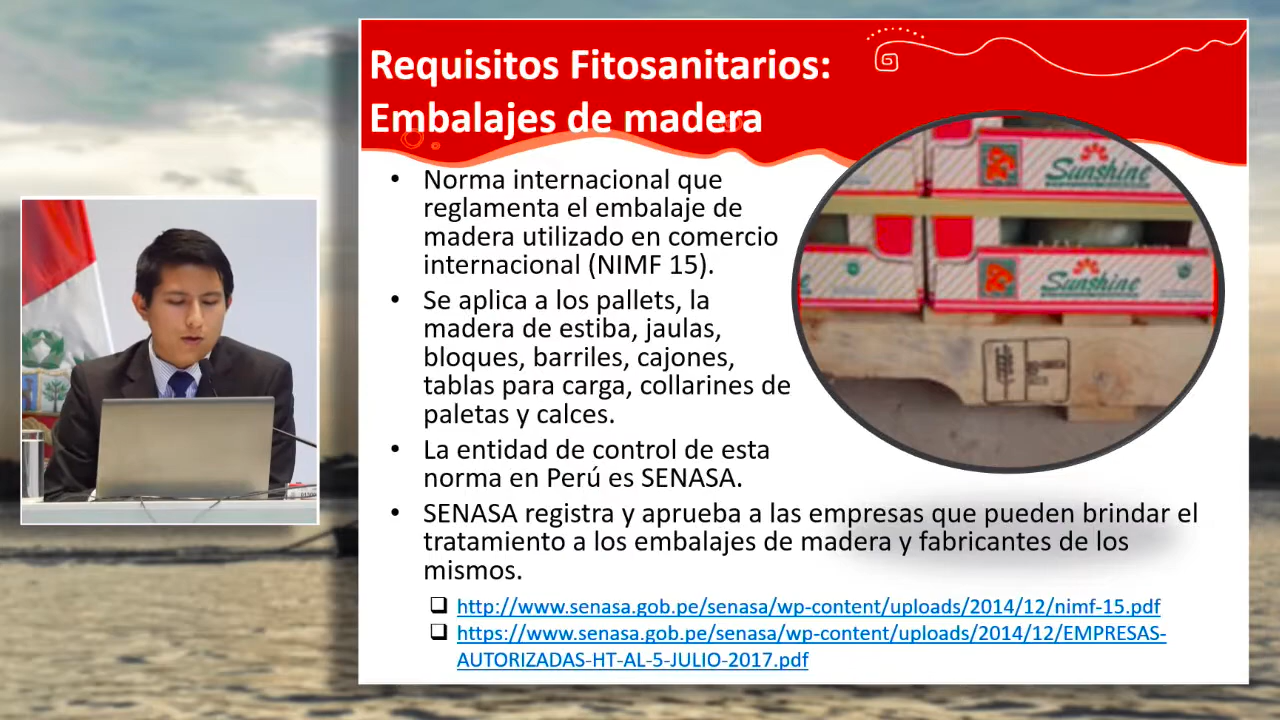 Requisitos Fitosanitarios:
Embalajes de madera
• Norma internacional que
reglamenta el embalaje de
madera utilizado en comercio
internacional (NIMF 15).
• Se aplica a los pallets, la
madera de estiba, jaulas,
bloques, barriles, cajones,
tablas para carga, collarines de
paletas y calces.
• La entidad de control de esta
norma en Perú es SENASA.
• SENASA registra y aprueba a las empresas que pueden brindar el
tratamiento a los embalajes de madera y fabricantes de los
mismos.
❑ http://www.senasa.gob.pe/senasa/wp-content/uploads/2014/12/nimf-15.pdf
❑ https://www.senasa.gob.pe/senasa/wp-content/uploads/2014/12/EMPRESAS-
AUTORIZADAS-HT-AL-5-JULIO-2017.pdf
Sunshine
Sunshine